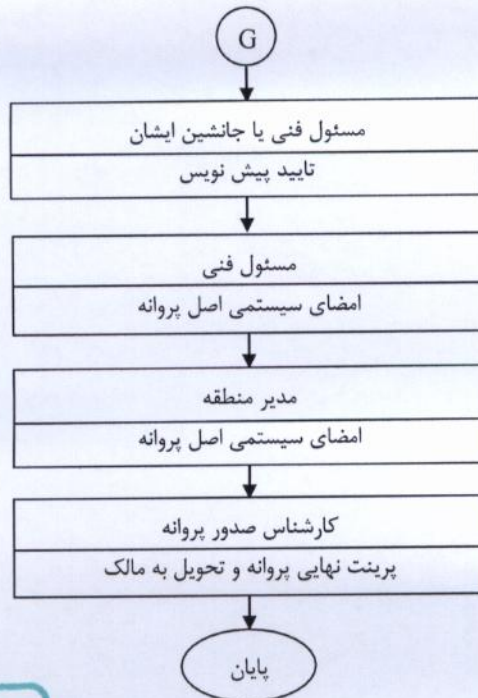 G
مسئول فنی یا جانشین ایشان
تایید پیش نویس
مسئول فنی
امضای سیستمی اصل پروانه
مدیر منطقه
امضای سیستمی اصل پروانه
کارشناس صدور پروانه
پرینت نهایی پروانه و تحویل به مالک
پایان